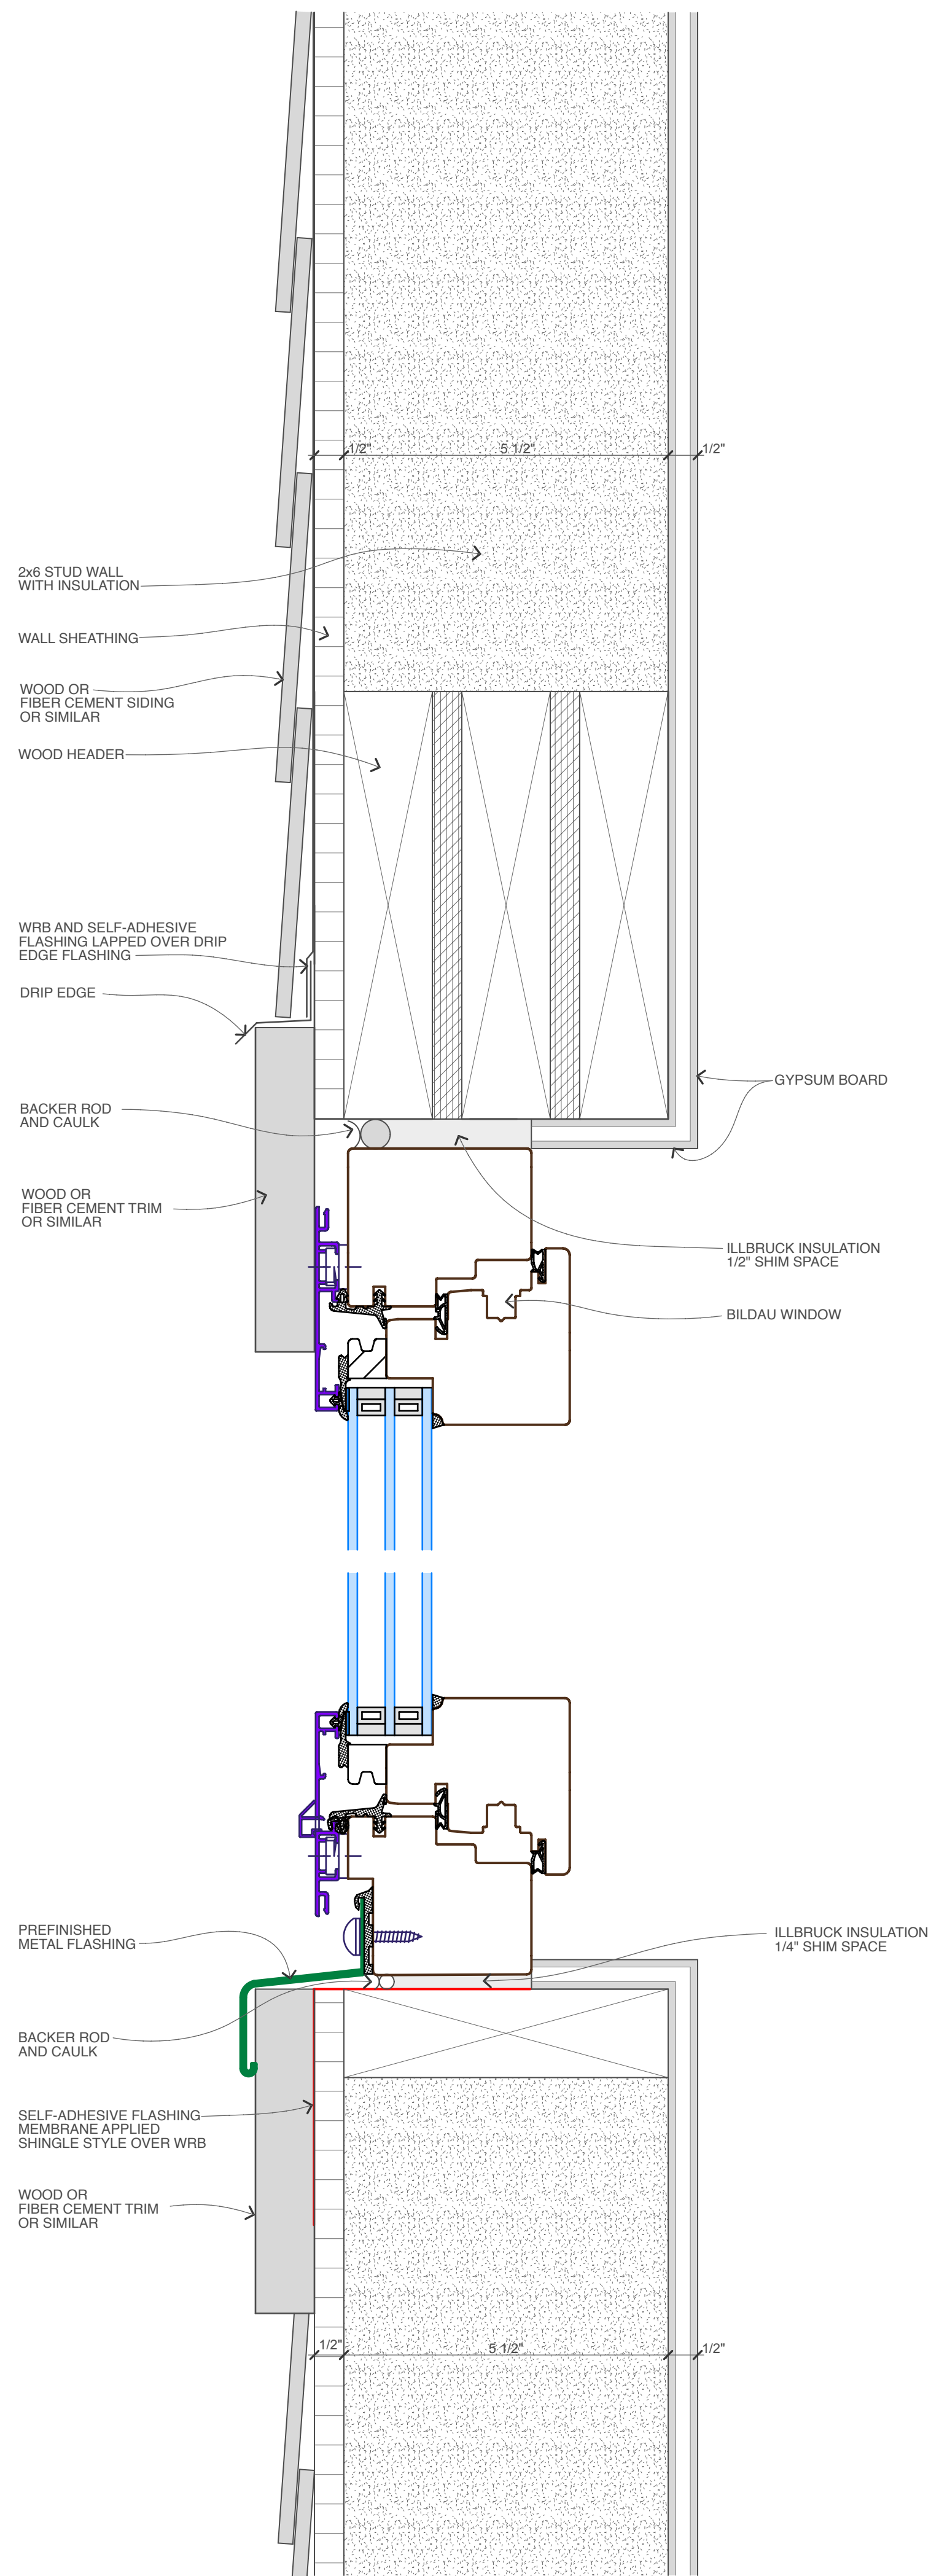 1/2"
5 1/2"
1/2"
2x6 STUD WALL
WITH INSULATION
WALL SHEATHING
WOOD OR
FIBER CEMENT SIDING
OR SIMILAR
WOOD HEADER
WRB AND SELF-ADHESIVE
FLASHING LAPPED OVER DRIP
EDGE FLASHING
DRIP EDGE
GYPSUM BOARD
BACKER ROD
AND CAULK
WOOD OR
FIBER CEMENT TRIM
OR SIMILAR
ILLBRUCK INSULATION
1/2" SHIM SPACE
BILDAU WINDOW
PREFINISHED
METAL FLASHING
ILLBRUCK INSULATION
1/4" SHIM SPACE
BACKER ROD
AND CAULK
SELF-ADHESIVE FLASHING
MEMBRANE APPLIED
SHINGLE STYLE OVER WRB
WOOD OR
FIBER CEMENT TRIM
OR SIMILAR
1/2"
5 1/2"
1/2"